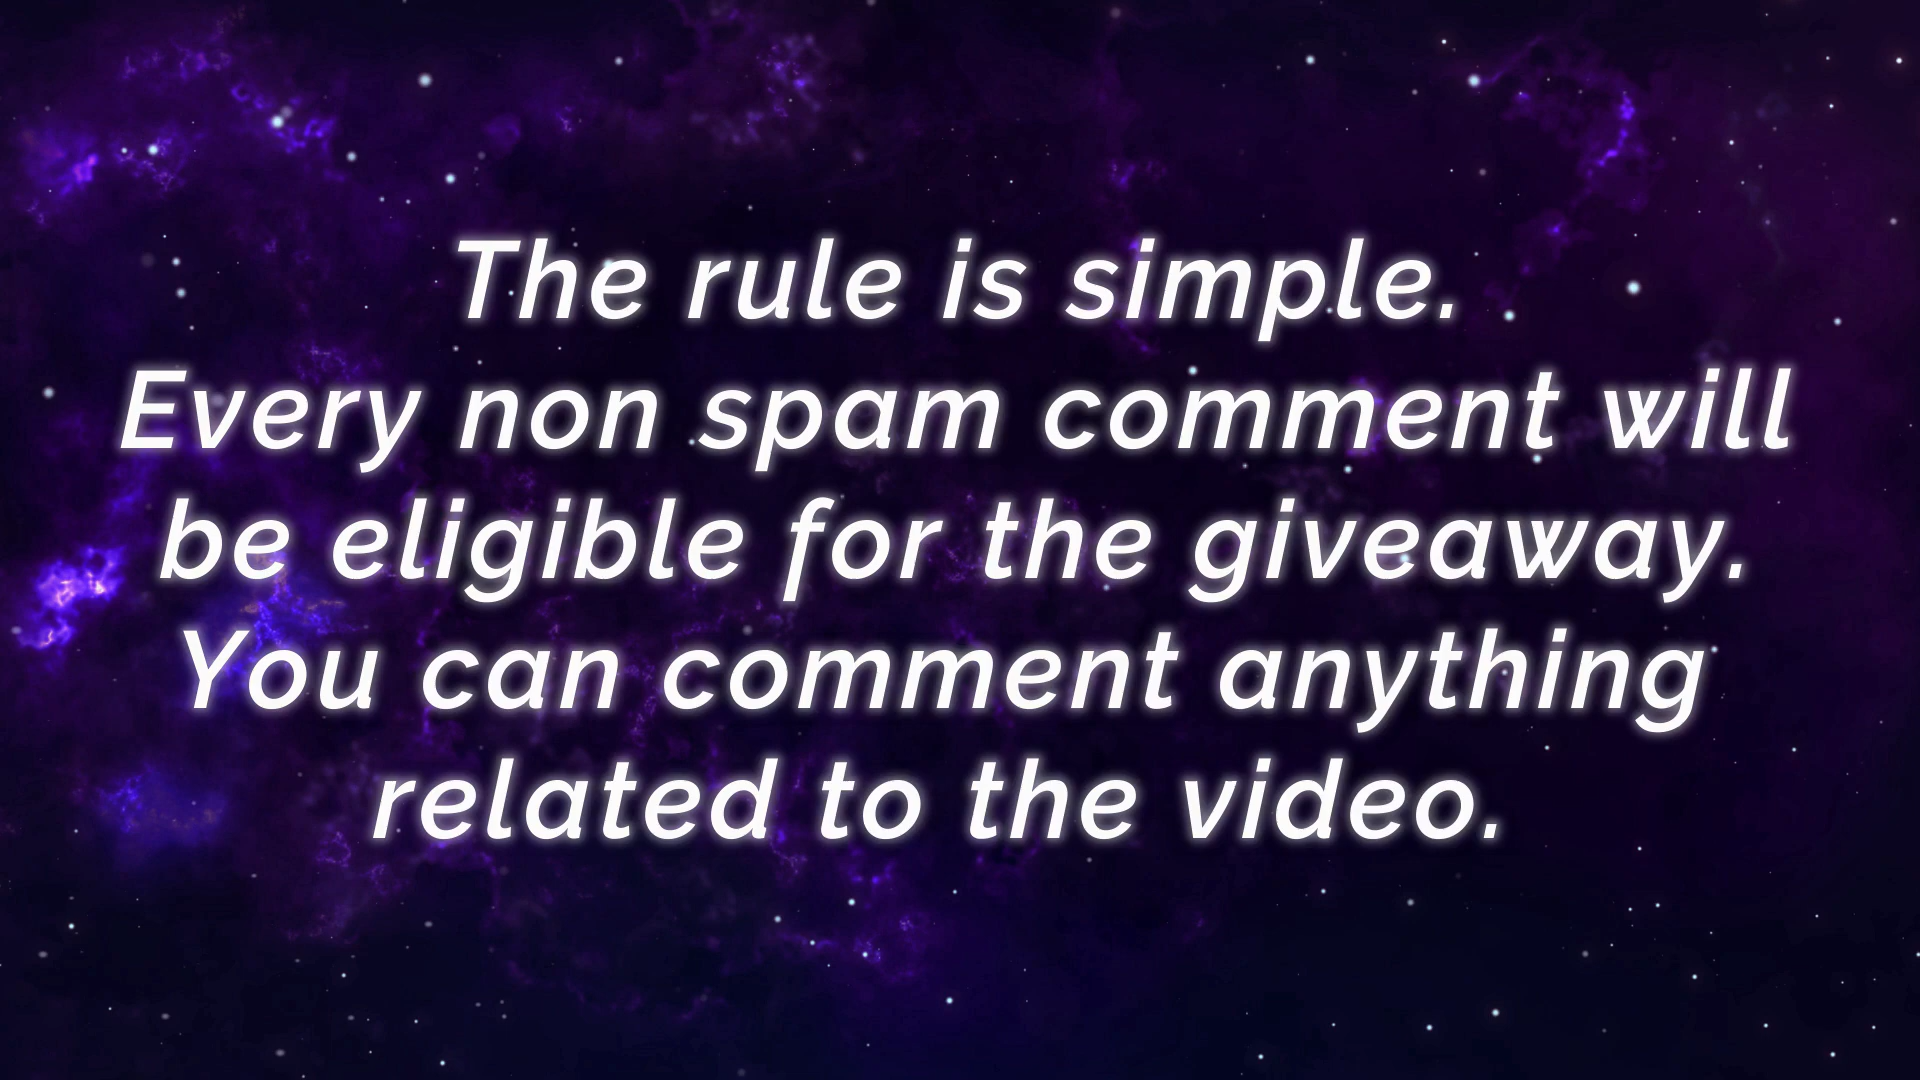 The rule is simple.
Every non spam comment will
be eligible for the giveaway.
You can comment anything
related to the video.